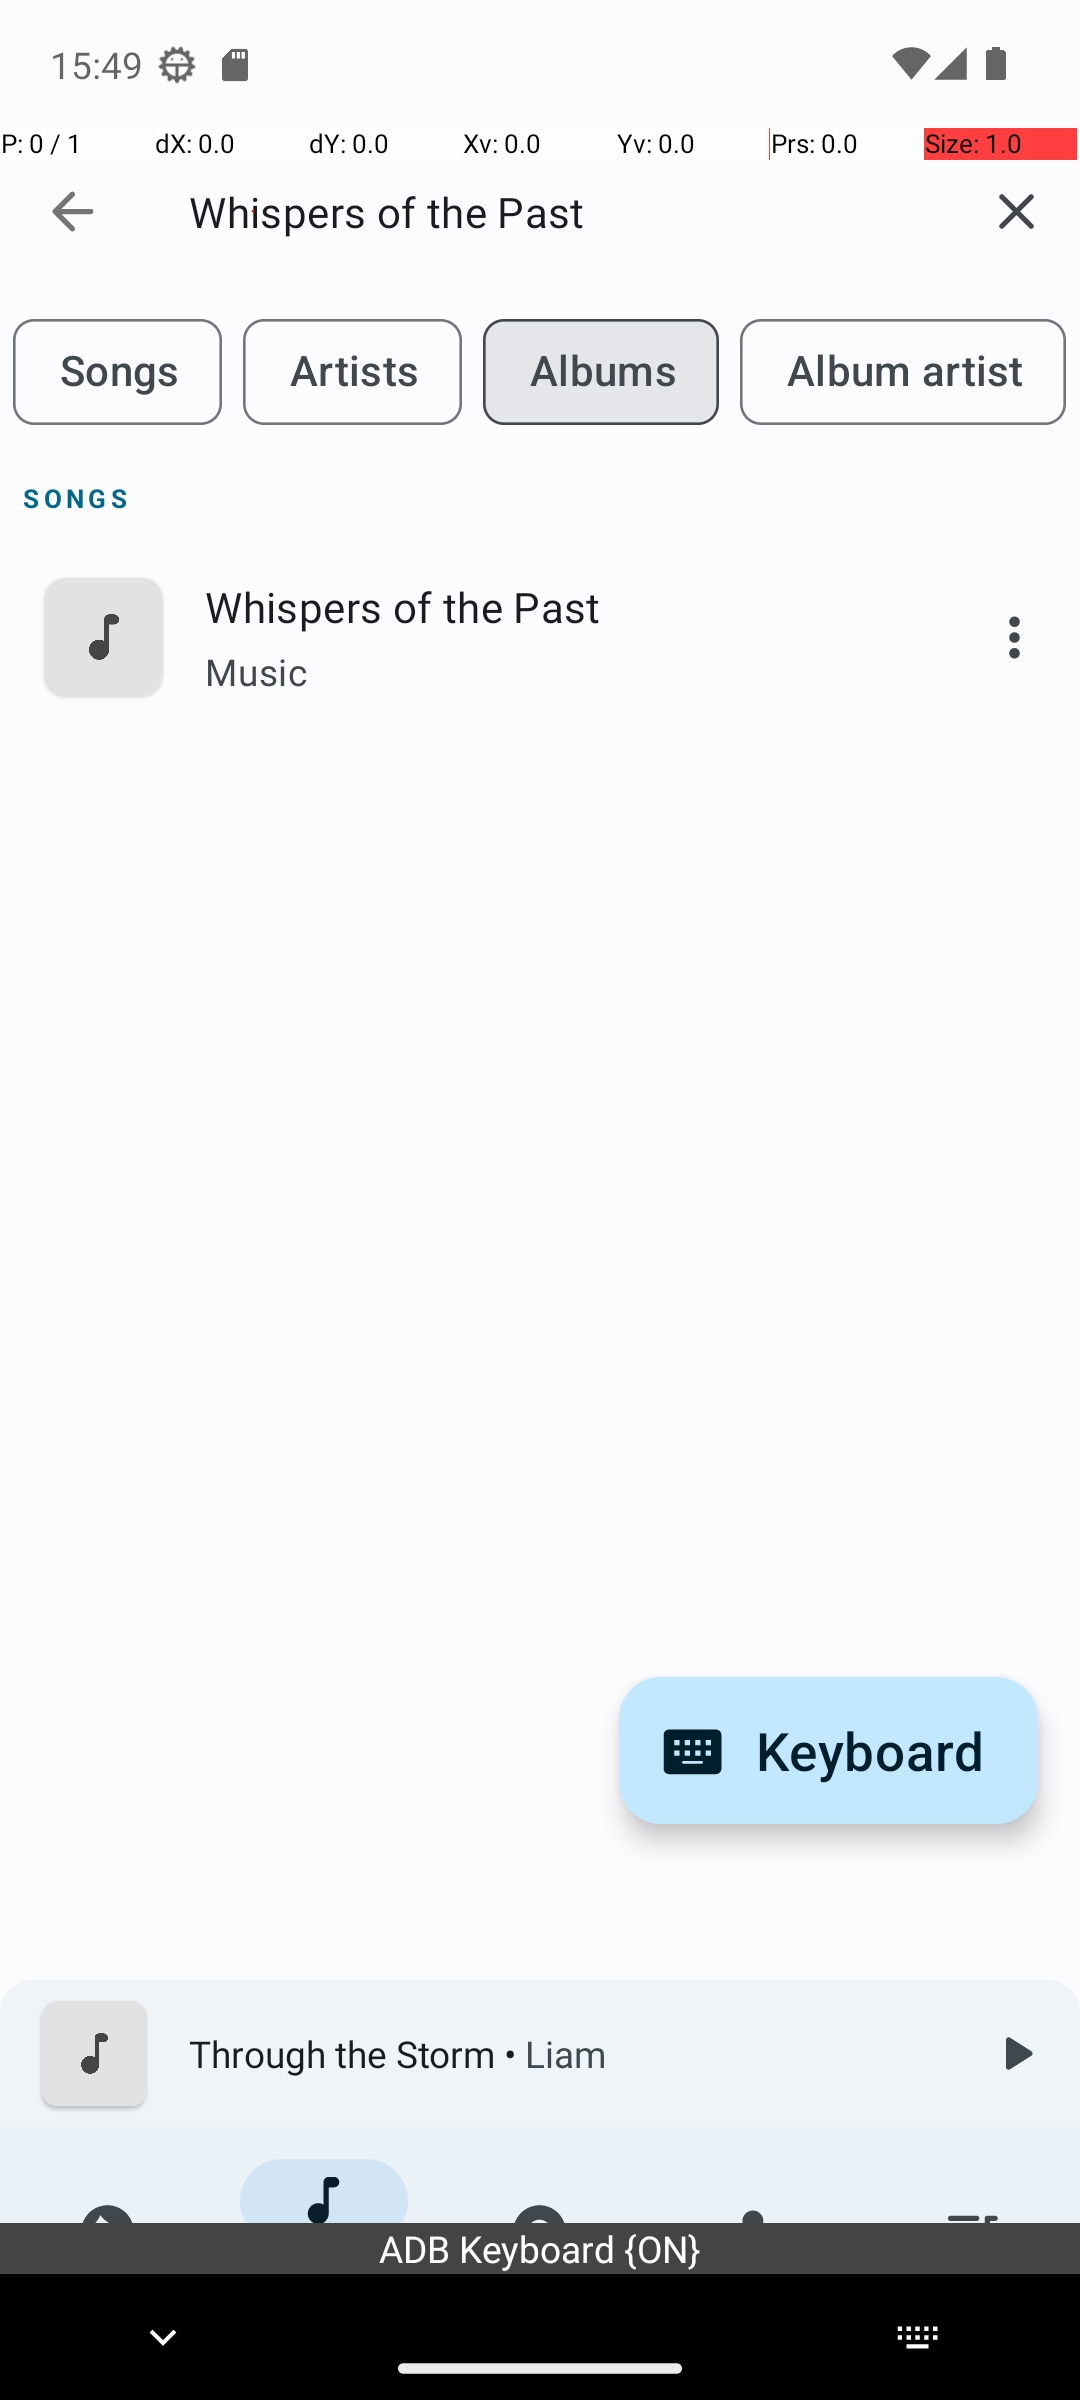 15:49
P: 0 / 1 dX: 0.0 dY: 0.0 Xv: 0.0 Yv: 0.0 Prs: 0.0 Size: 1.0
Whispers of the Past
Songs Artists Albums Album artist
SONGS
Whispers of the Past
Music
Keyboard
Through the Storm • Liam
ADB Keyboard {ON}